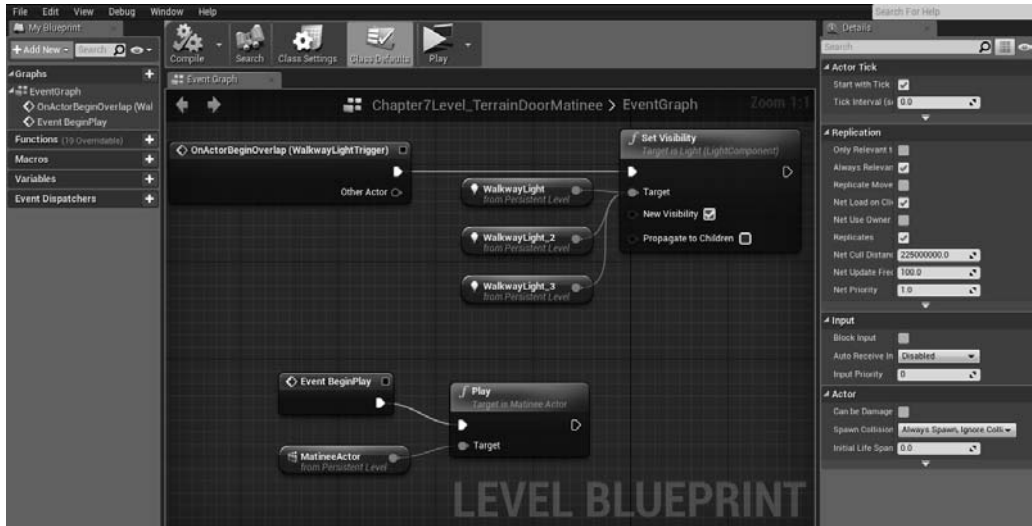 File Edit View Debug Window Help
Search For Help
My Blueprint
+ Add New Search
Graphs
EventGraph
OnActorBeginOverlap (Wal
Event BeginPlay
Functions (19 Overridable)
Macros
Variables
Event Dispatchers
Compile Search Class Settings Class Defaults Play
Event Graph
Chapter7Level_TerrainDoorMatinee > EventGraph Zoom 1:1
OnActorBeginOverlap (WalkwayLightTrigger)
Other Actor
WalkwayLight
from Persistent Level
WalkwayLight_2
from Persistent Level
WalkwayLight_3
from Persistent Level
Set Visibility
Target is Light (LightComponent)
Target
New Visibility
Propagate to Children
Event BeginPlay
MatineeActor
from Persistent Level
Play
Target is Matinee Actor
Target
LEVEL BLUEPRINT
Details
Search
Actor Tick
Start with Tick
Tick Interval (se 0.0
Replication
Only Relevant t
Always Relevan
Replicate Move
Net Load on Cli
Net Use Owner
Replicates
Net Cull Distan 225000000.0
Net Update Fre 100.0
Net Priority 1.0
Input
Block Input
Auto Receive In Disabled
Input Priority 0
Actor
Can be Damage
Spawn Collision Always Spawn, Ignore Colli
Initial Life Span 0.0